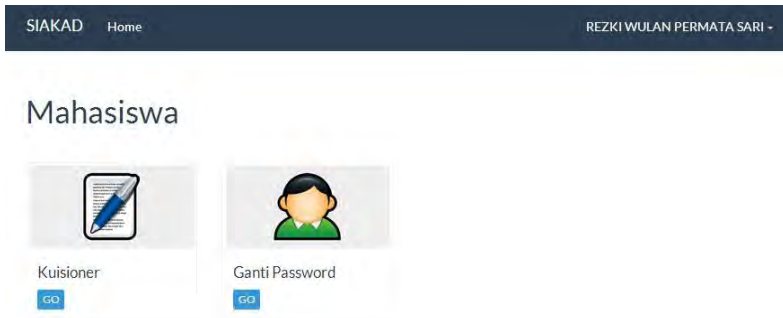 SIAKAD Home REZKI WULAN PERMATA SARI
Mahasiswa
Kuisioner Ganti Password
GO GO